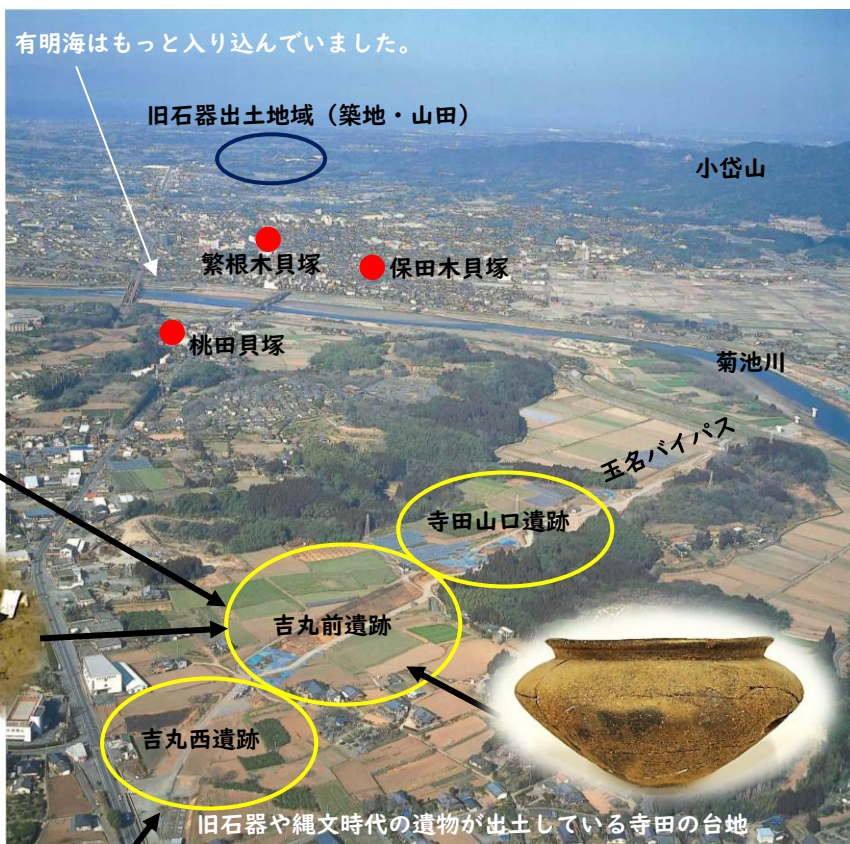 有明海はもっと入り込んでいました。
旧石器出土地域（築地・山田）
小岱山
繁根木貝塚
保田木貝塚
桃田貝塚
菊池川
玉名バイパス
寺田山口遺跡
吉丸前遺跡
吉丸西遺跡
旧石器や縄文時代の遺物が出土している寺田の台地